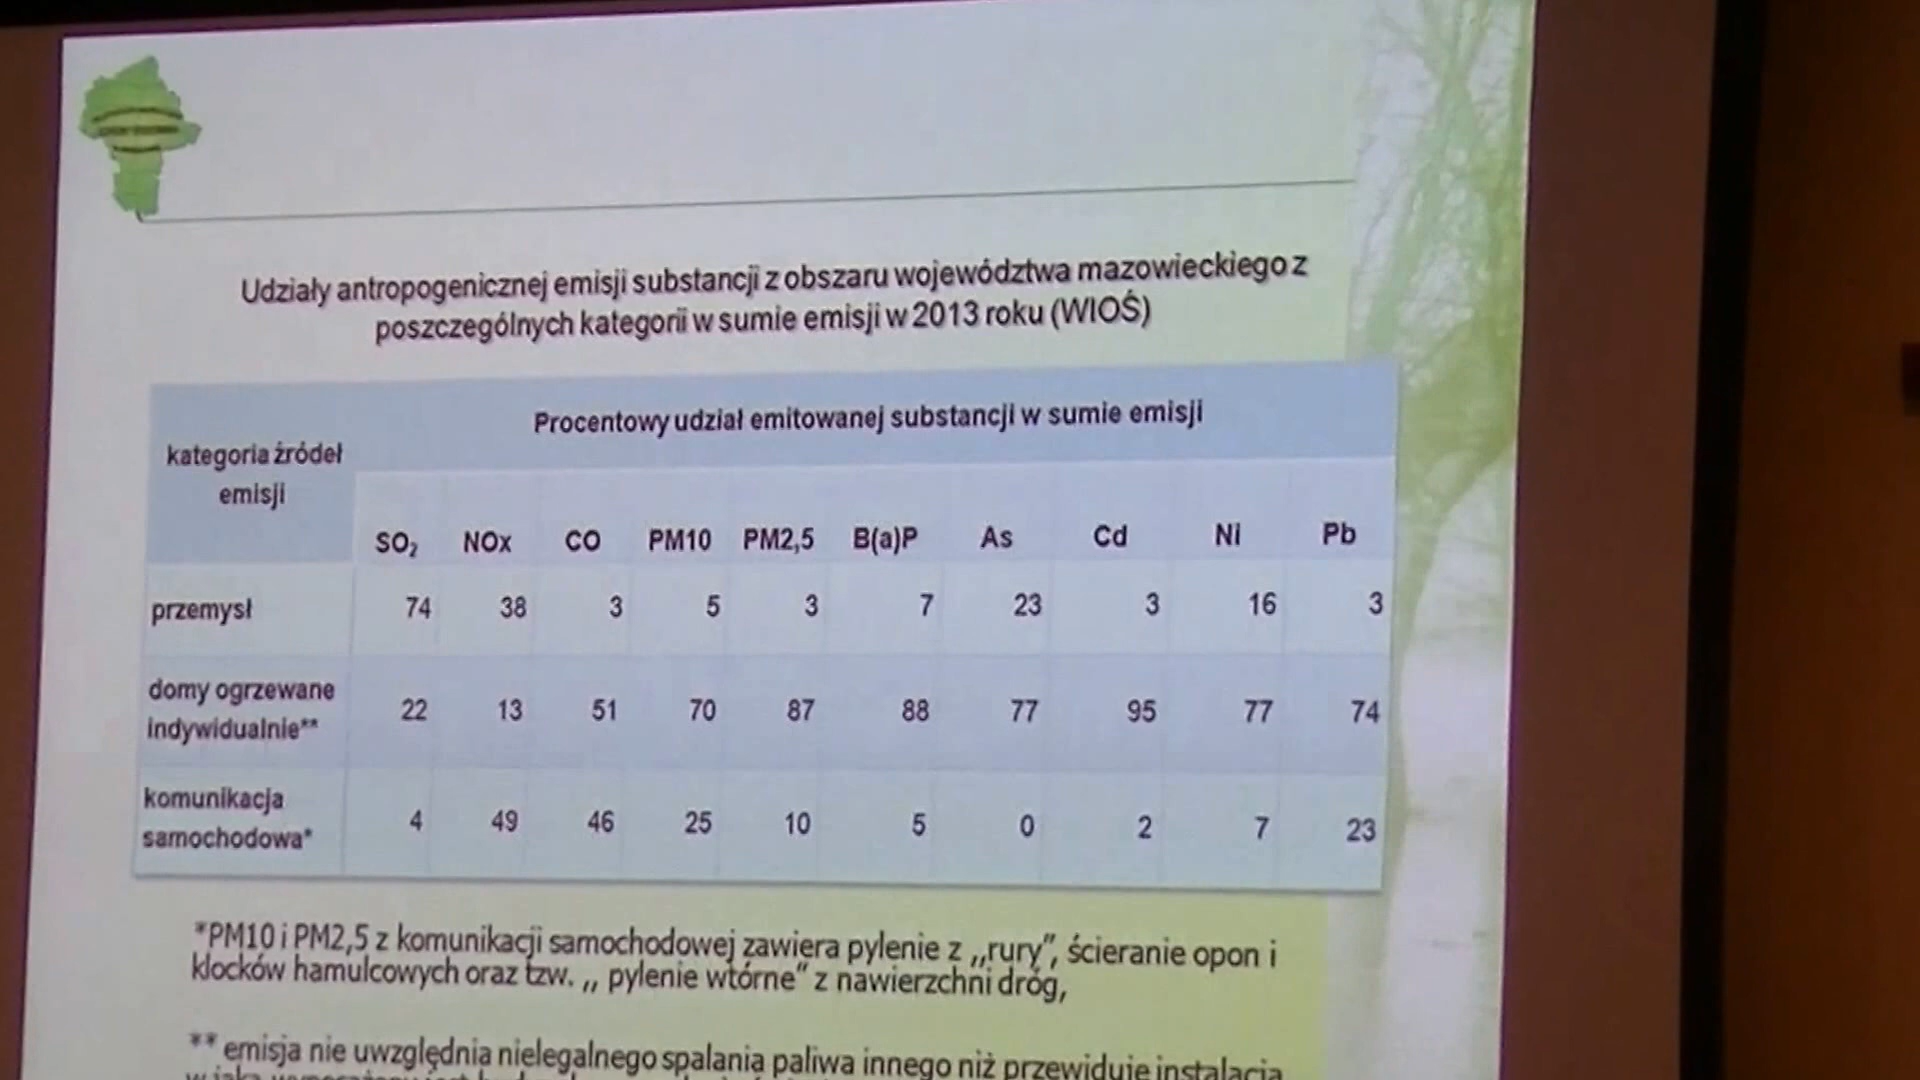 Udziały antropogenicznej emisji substancji z obszaru województwa mazowieckiego z
poszczególnych kategorii w sumie emisji w 2013 roku (WIOŚ)
kategoria źródeł
emisji
Procentowy udział emitowanej substancji w sumie emisji
SO₂ NOx CO PM10 PM2,5 B(a)P As Cd Ni Pb
przemysł 74 38 3 5 3 7 23 3 16 3
domy ogrzewane
indywidualnie** 22 13 51 70 87 88 77 95 77 74
komunikacja
samochodowa* 4 49 46 25 10 5 0 2 7 23
*PM10 i PM2,5 z komunikacji samochodowej zawiera pylenie z ,,rury", ścieranie opon i
klocków hamulcowych oraz tzw. ,, pylenie wtórne" z nawierzchni dróg,
** emisja nie uwzględnia nielegalnego spalania paliwa innego niż przewiduje instalacja